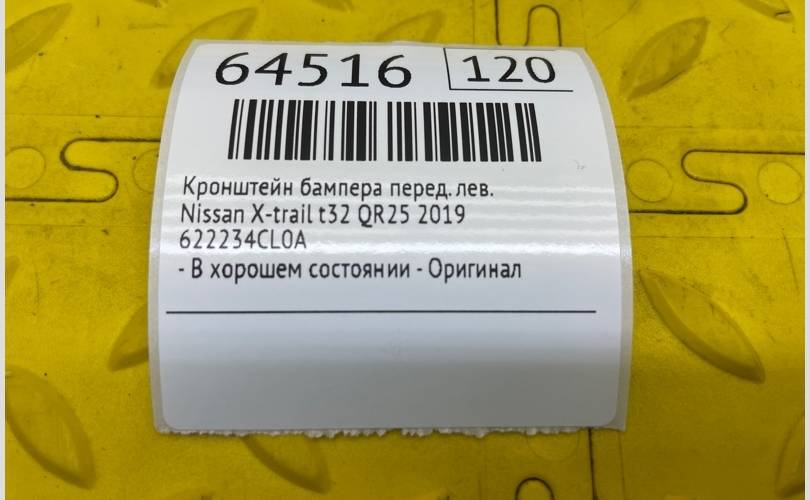 64516 120
Кронштейн бампера перед. лев.
Nissan X-trail t32 QR25 2019
622234CL0A
- В хорошем состоянии - Оригинал